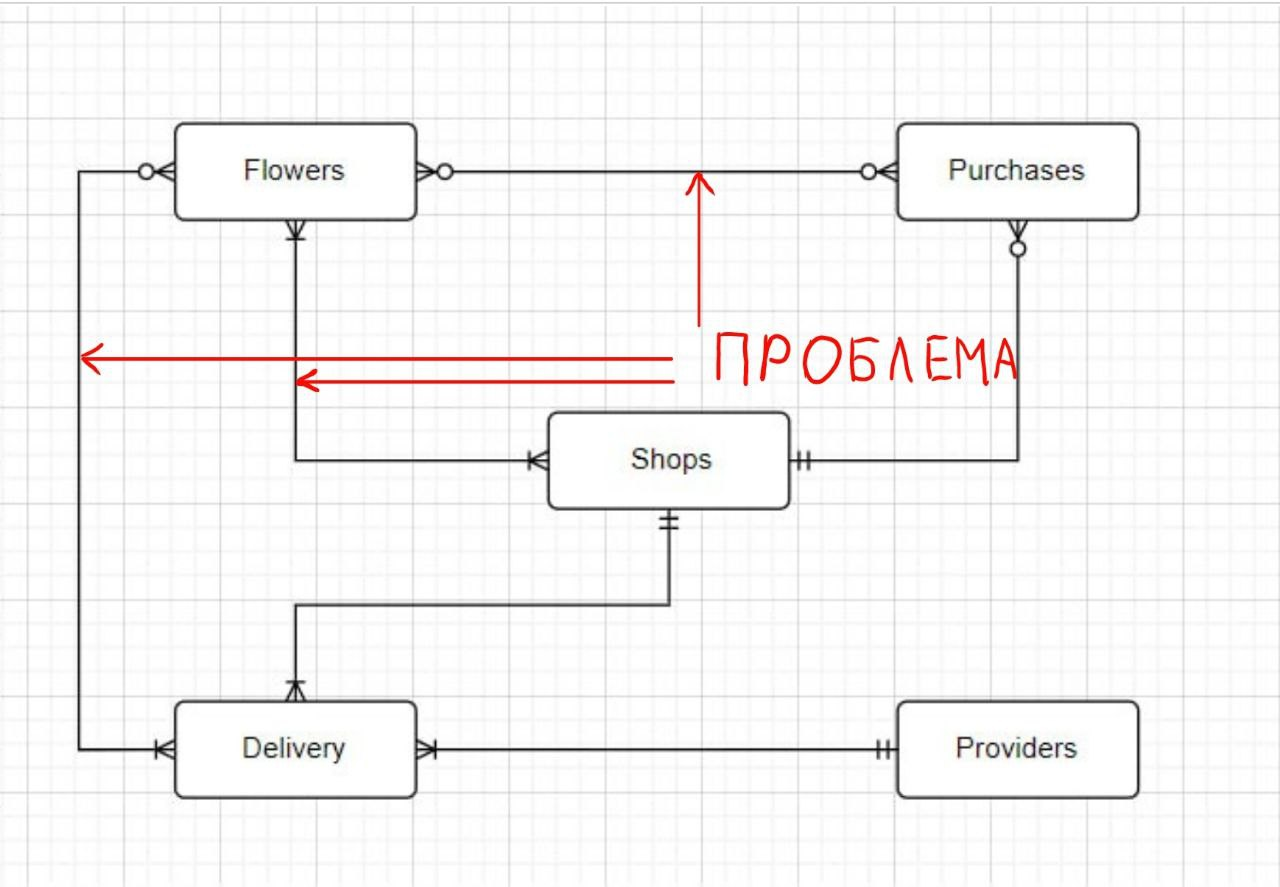 Flowers
Purchases
ПРОБЛЕМА
Shops
Delivery
Providers